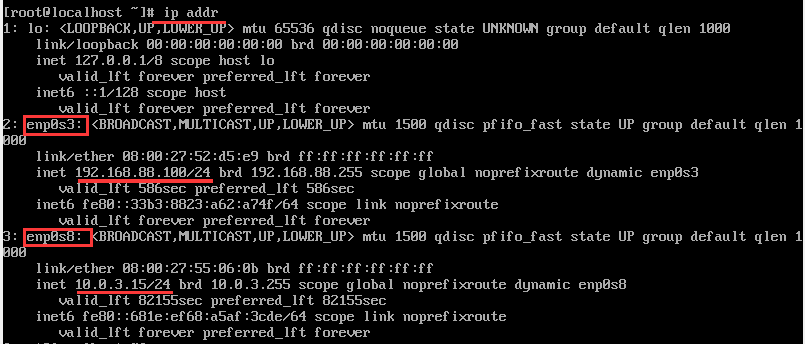 [root@localhost ~]# ip addr
1: lo: <LOOPBACK,UP,LOWER_UP> mtu 65536 qdisc noqueue state UNKNOWN group default qlen 1000
link/loopback 00:00:00:00:00:00 brd 00:00:00:00:00:00
inet 127.0.0.1/8 scope host lo
valid_lft forever preferred_lft forever
inet6 ::1/128 scope host
valid_lft forever preferred_lft forever
2: enp0s3: <BROADCAST,MULTICAST,UP,LOWER_UP> mtu 1500 qdisc pfifo_fast state UP group default qlen 1
000
link/ether 08:00:27:52:d5:e9 brd ff:ff:ff:ff:ff:ff
inet 192.168.88.100/24 brd 192.168.88.255 scope global noprefixroute dynamic enp0s3
valid_lft 586sec preferred_lft 586sec
inet6 fe80::33b3:8823:a62:a74f/64 scope link noprefixroute
valid_lft forever preferred_lft forever
3: enp0s8: <BROADCAST,MULTICAST,UP,LOWER_UP> mtu 1500 qdisc pfifo_fast state UP group default qlen 1
000
link/ether 08:00:27:55:06:0b brd ff:ff:ff:ff:ff:ff
inet 10.0.3.15/24 brd 10.0.3.255 scope global noprefixroute dynamic enp0s8
valid_lft 82155sec preferred_lft 82155sec
inet6 fe80::681e:ef68:a5af:3cde/64 scope link noprefixroute
valid_lft forever preferred_lft forever